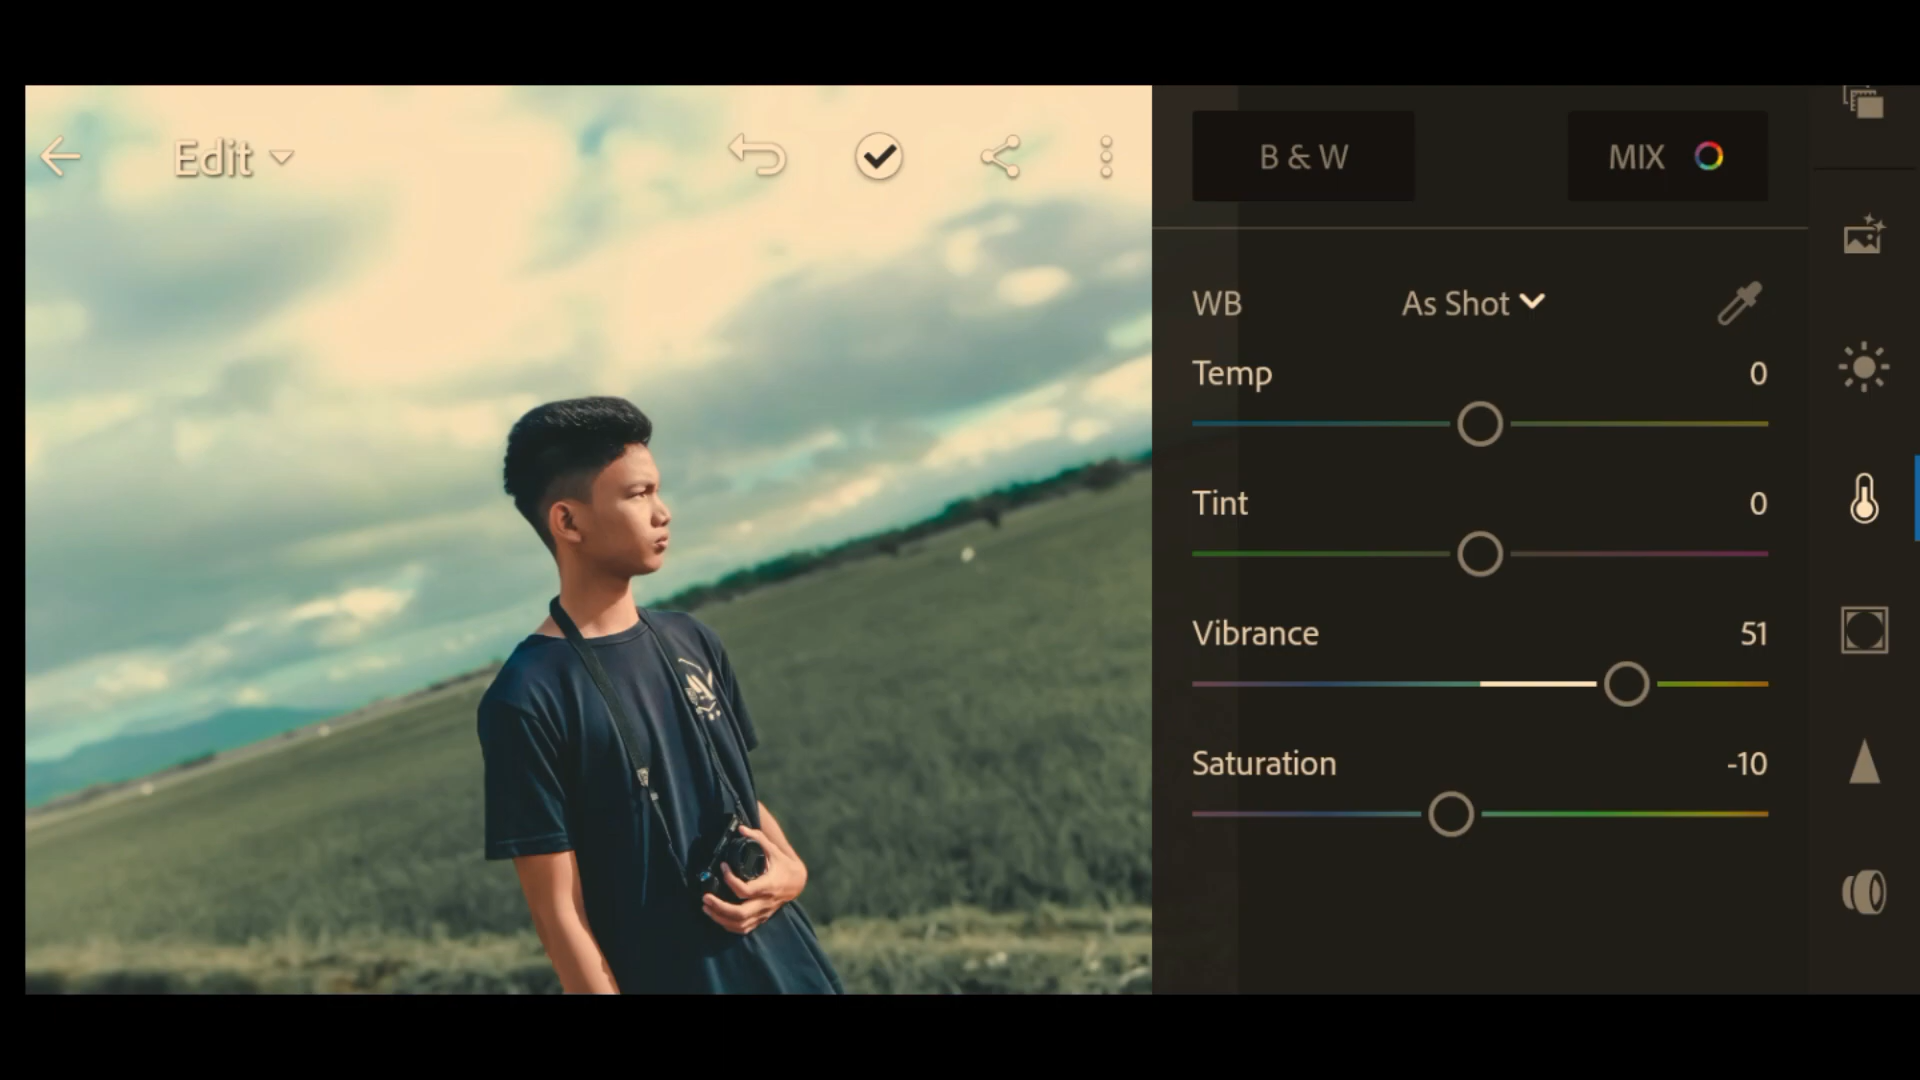 Edit
B & W
MIX
WB
As Shot
Temp
0
Tint
0
Vibrance
51
Saturation
-10